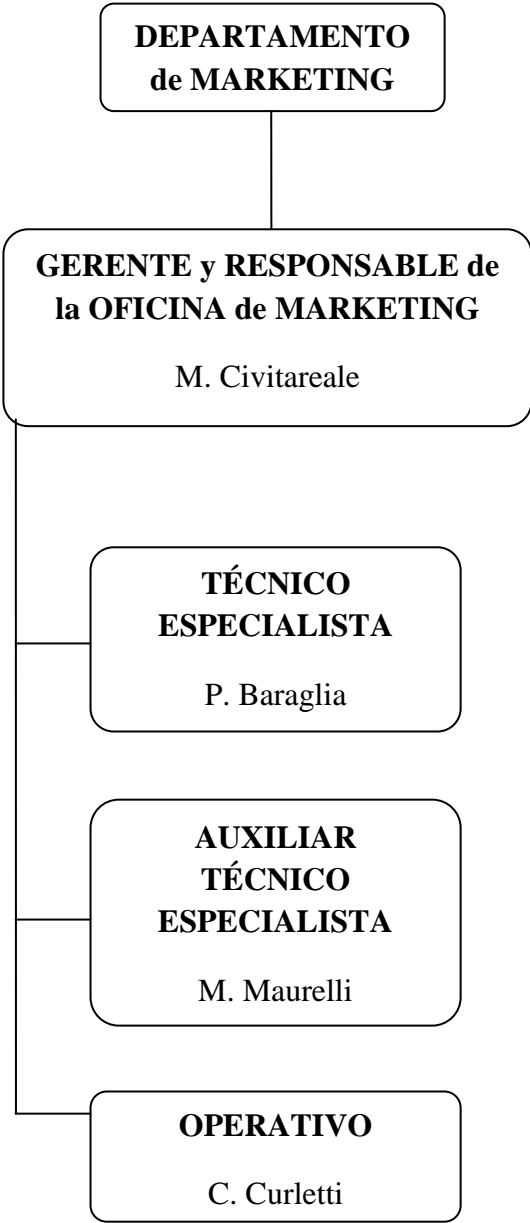 DEPARTAMENTO
de MARKETING
GERENTE y RESPONSABLE de
la OFICINA de MARKETING
M. Civitareale
TÉCNICO
ESPECIALISTA
P. Baraglia
AUXILIAR
TÉCNICO
ESPECIALISTA
M. Maurelli
OPERATIVO
C. Curletti